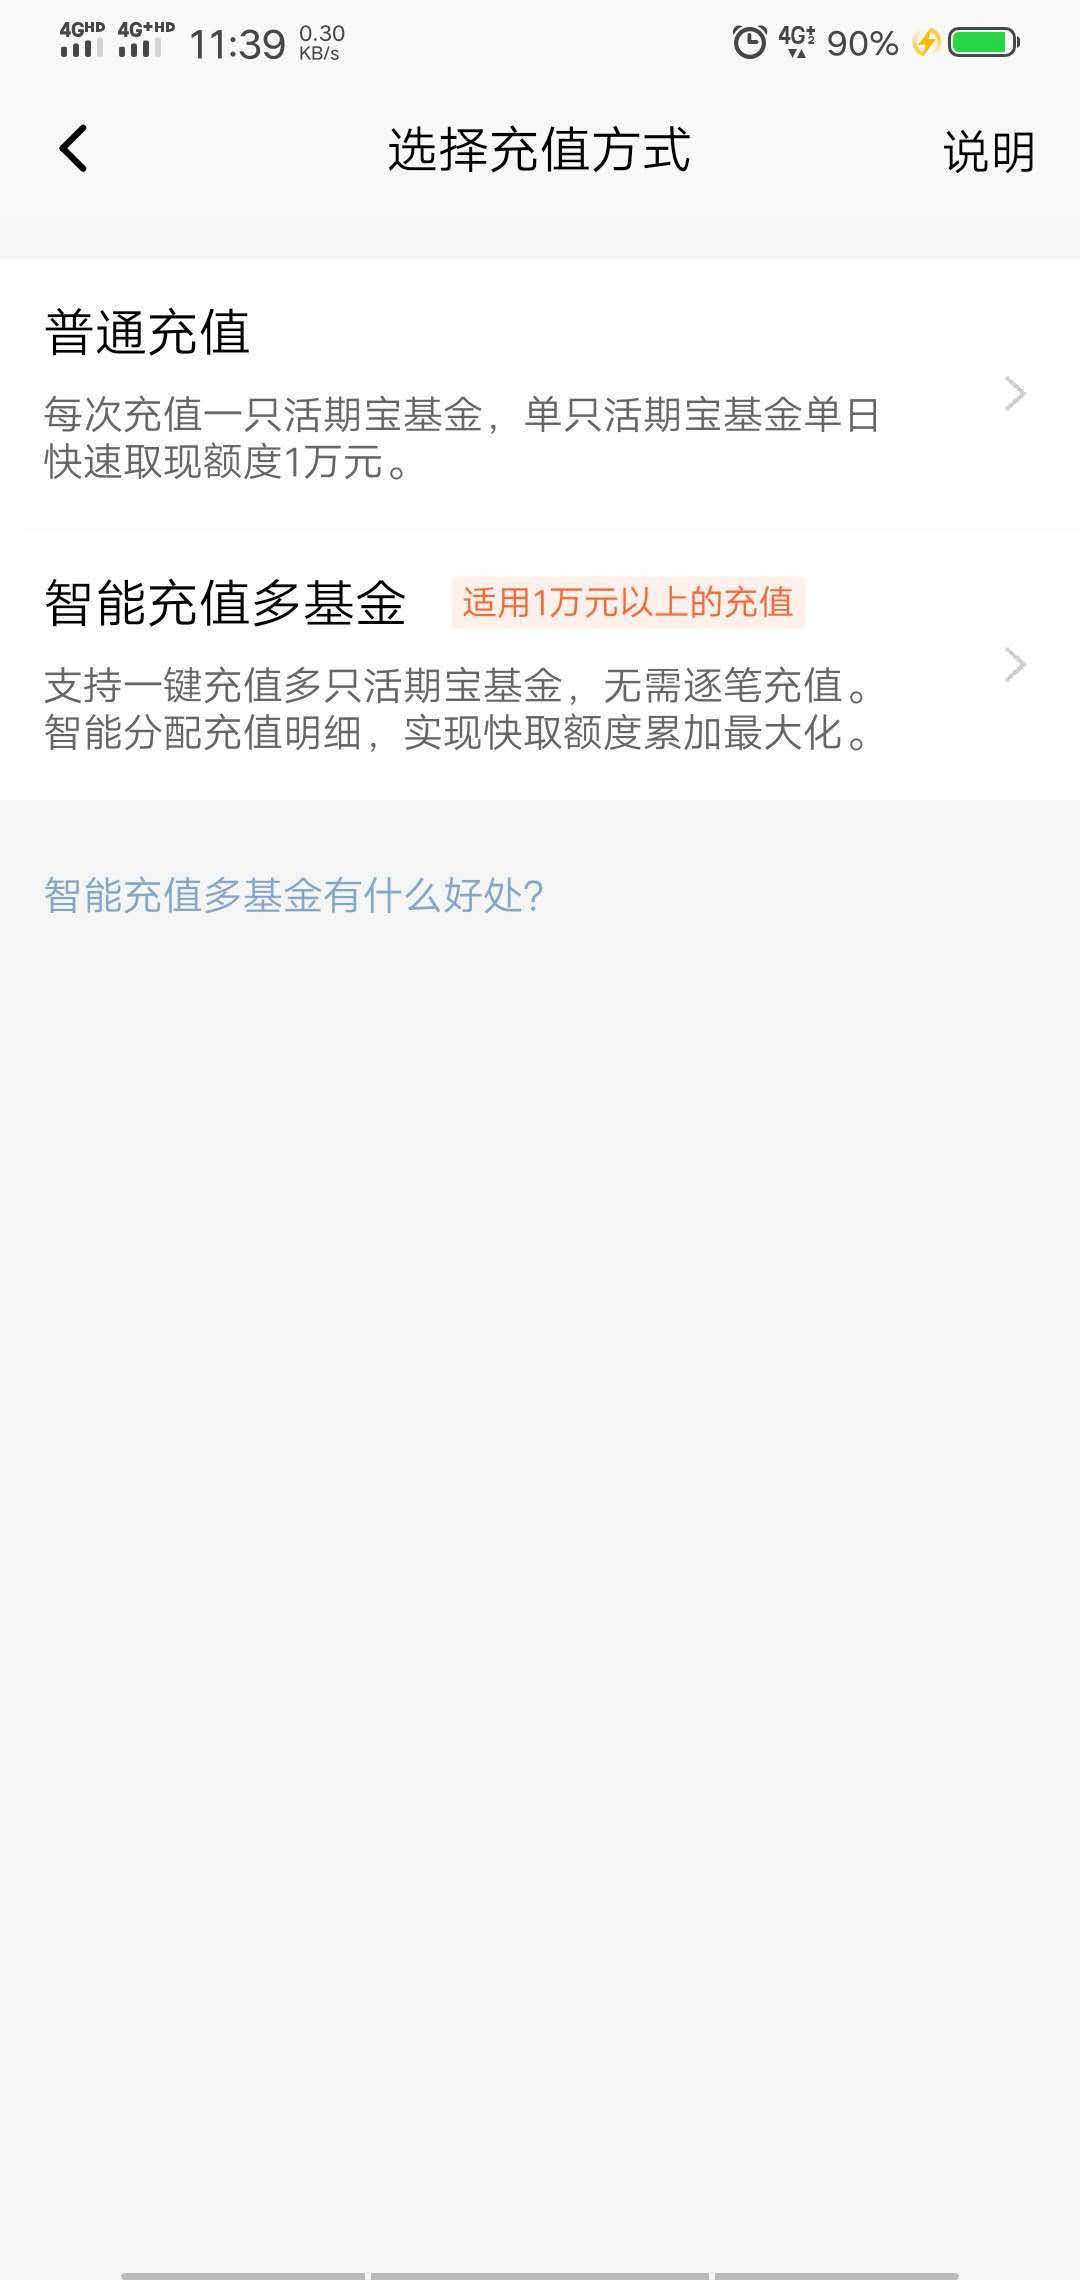 4GHD 4G+HD 11:39 0.30 KB/s 4G 2 90%
选择充值方式
说明
普通充值
每次充值一只活期宝基金，单只活期宝基金单日
快速取现额度1万元。
智能充值多基金 适用1万元以上的充值
支持一键充值多只活期宝基金，无需逐笔充值。
智能分配充值明细，实现快取额度累加最大化。
智能充值多基金有什么好处?